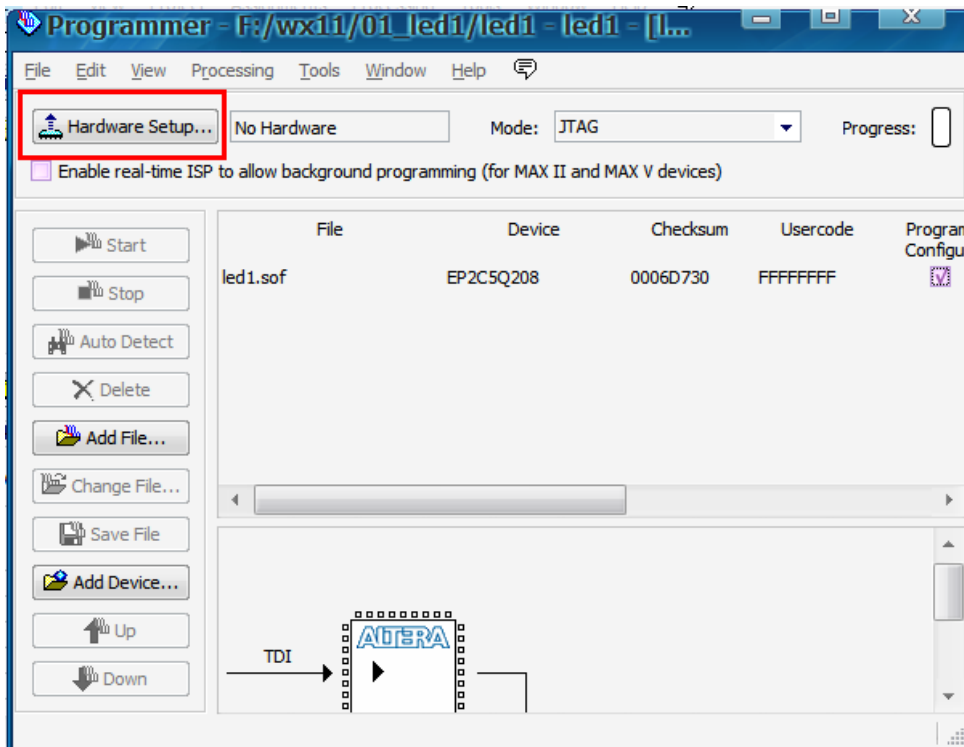 Programmer - F:/wx11/01_led1/led1 - led1 - [l...
File Edit View Processing Tools Window Help
Hardware Setup... No Hardware Mode: JTAG Progress:
Enable real-time ISP to allow background programming (for MAX II and MAX V devices)
File Device Checksum Usercode Program
Configu
led1.sof EP2C5Q208 0006D730 FFFFFFFF
Start
Stop
Auto Detect
Delete
Add File...
Change File...
Save File
Add Device...
Up
Down
ALTERA
TDI